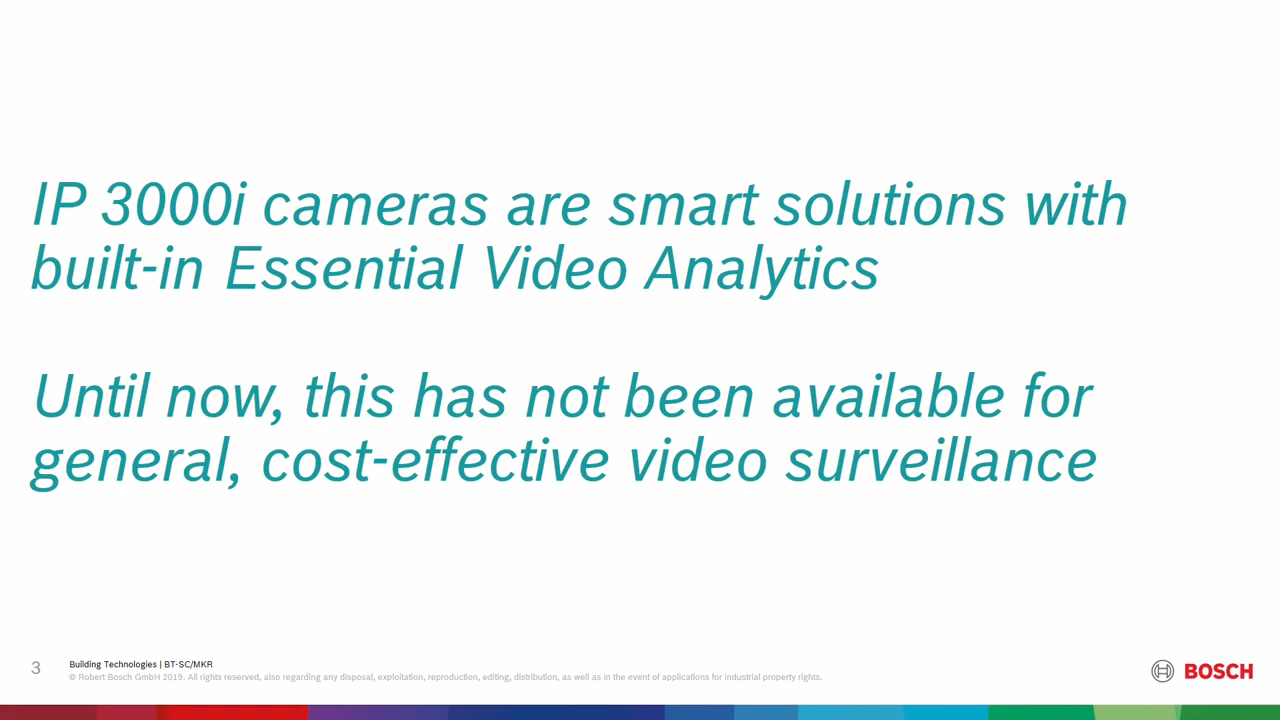 IP 3000i cameras are smart solutions with
built-in Essential Video Analytics
Until now, this has not been available for
general, cost-effective video surveillance
3
Building Technologies | BT-SC/MKR
© Robert Bosch GmbH 2019. All rights reserved, also regarding any disposal, exploitation, reproduction, editing, distribution, as well as in the event of applications for industrial property rights.
BOSCH